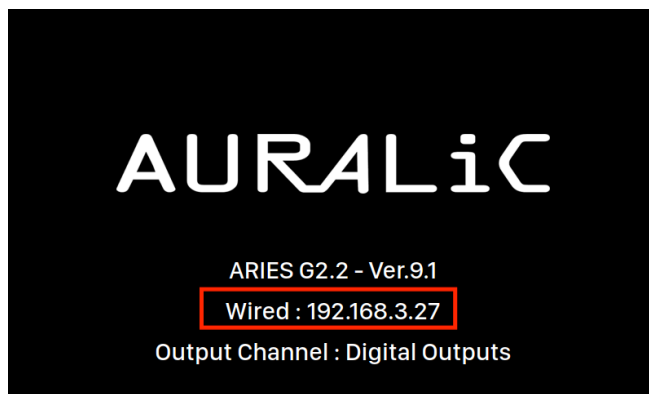 AURALiC
ARIES G2.2 - Ver.9.1
Wired : 192.168.3.27
Output Channel : Digital Outputs